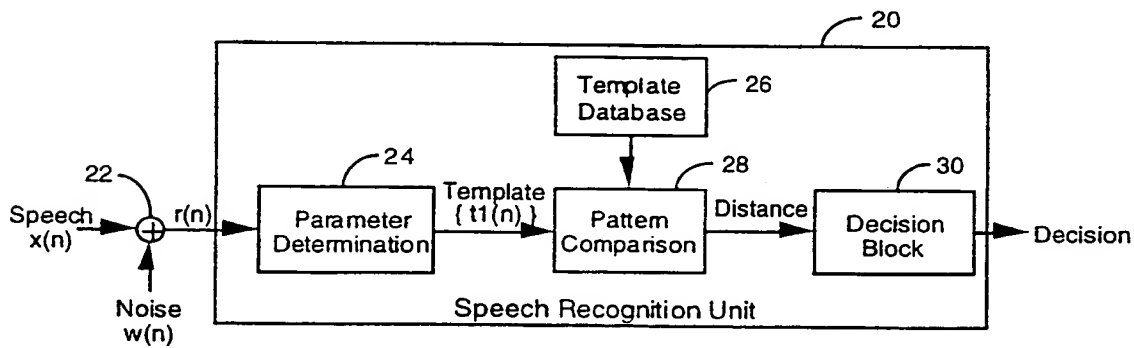 20
Template
Database
26
22
24
28
30
Speech
x(n)
r(n)
Parameter
Determination
Template
{ t1(n) }
Pattern
Comparison
Distance
Decision
Block
Decision
Noise
w(n)
Speech Recognition Unit